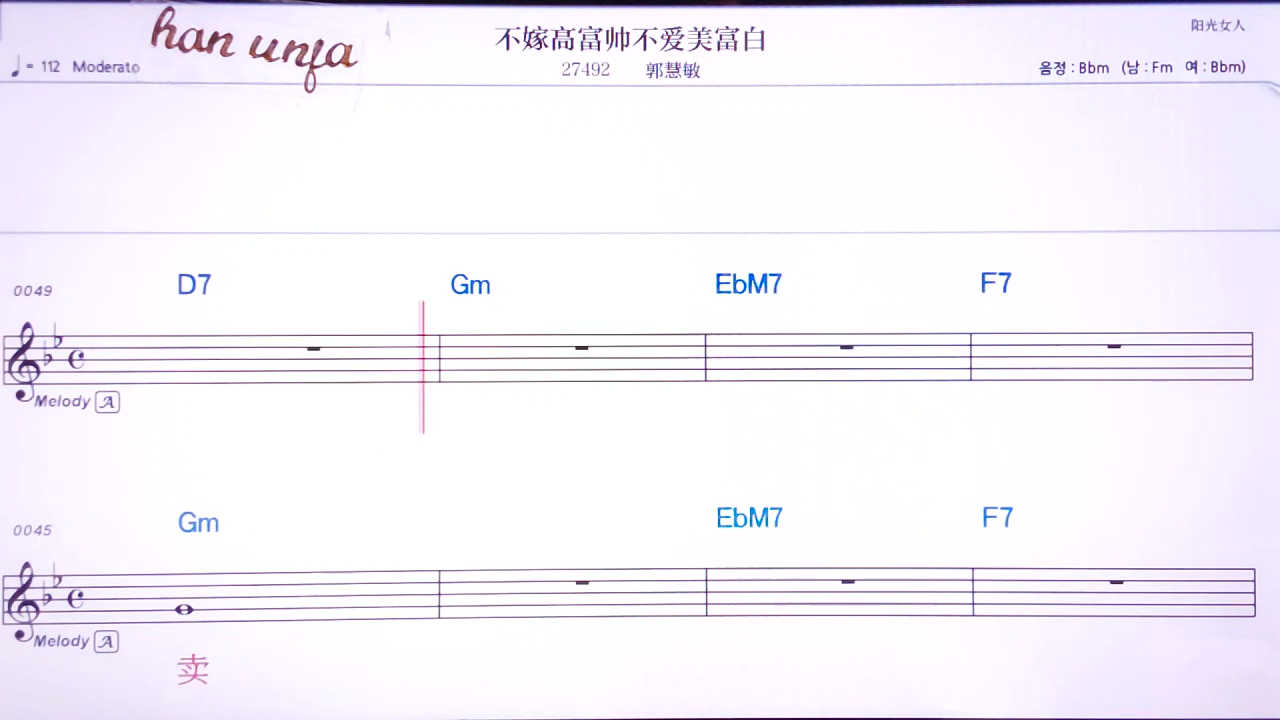 han unfa
不嫁高富帅不爱美富白
阳光女人
♩= 112 Moderato
27492 郭慧敏
음정 : Bbm (남 : Fm 여 : Bbm)
0049 D7 Gm EbM7 F7
Melody A
0045 Gm EbM7 F7
Melody A
卖